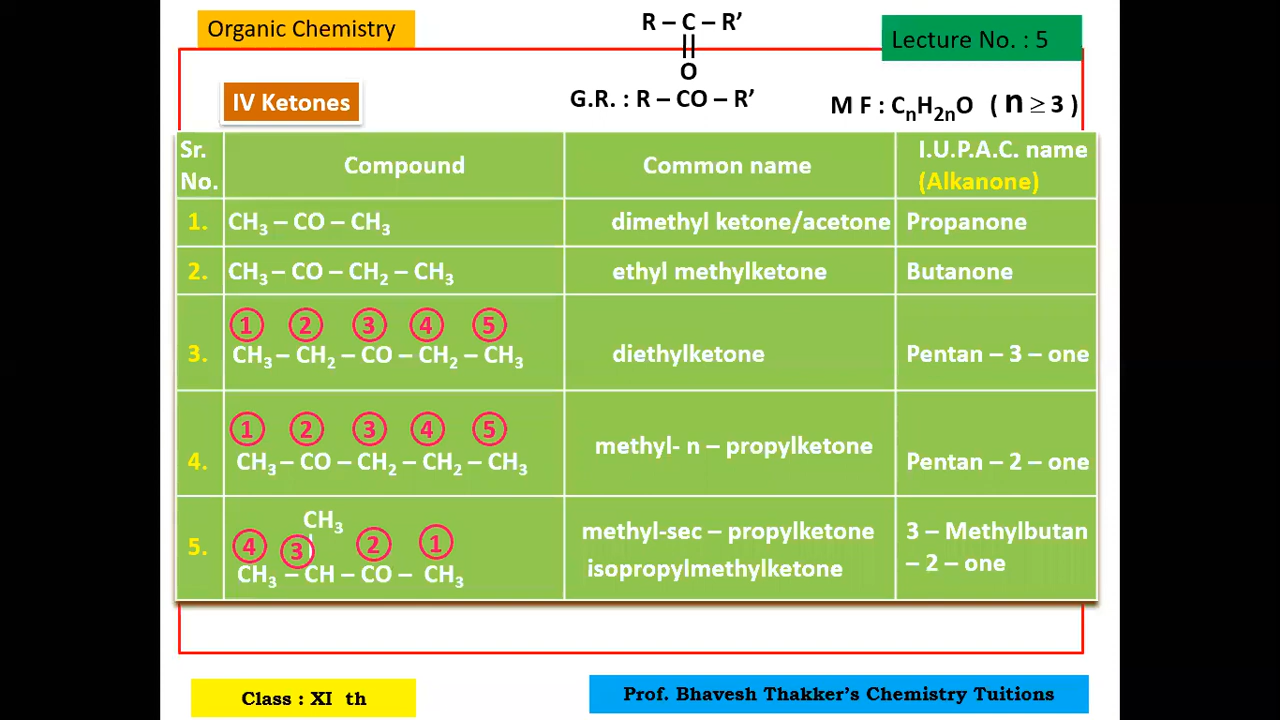 Organic Chemistry
R – C – R’
||
O
Lecture No. : 5
IV Ketones
G.R. : R – CO – R’
M F : CₙH₂ₙO ( n ≥ 3 )
Sr. No.
Compound
Common name
I.U.P.A.C. name
(Alkanone)
1.
CH₃ – CO – CH₃
dimethyl ketone/acetone
Propanone
2.
CH₃ – CO – CH₂ – CH₃
ethyl methylketone
Butanone
1 2 3 4 5
3.
CH₃ – CH₂ – CO – CH₂ – CH₃
diethylketone
Pentan – 3 – one
1 2 3 4 5
4.
CH₃ – CO – CH₂ – CH₂ – CH₃
methyl- n – propylketone
Pentan – 2 – one
CH₃
4 3 2 1
5.
CH₃ – CH – CO – CH₃
methyl-sec – propylketone
isopropylmethylketone
3 – Methylbutan
– 2 – one
Class : XI th
Prof. Bhavesh Thakker’s Chemistry Tuitions